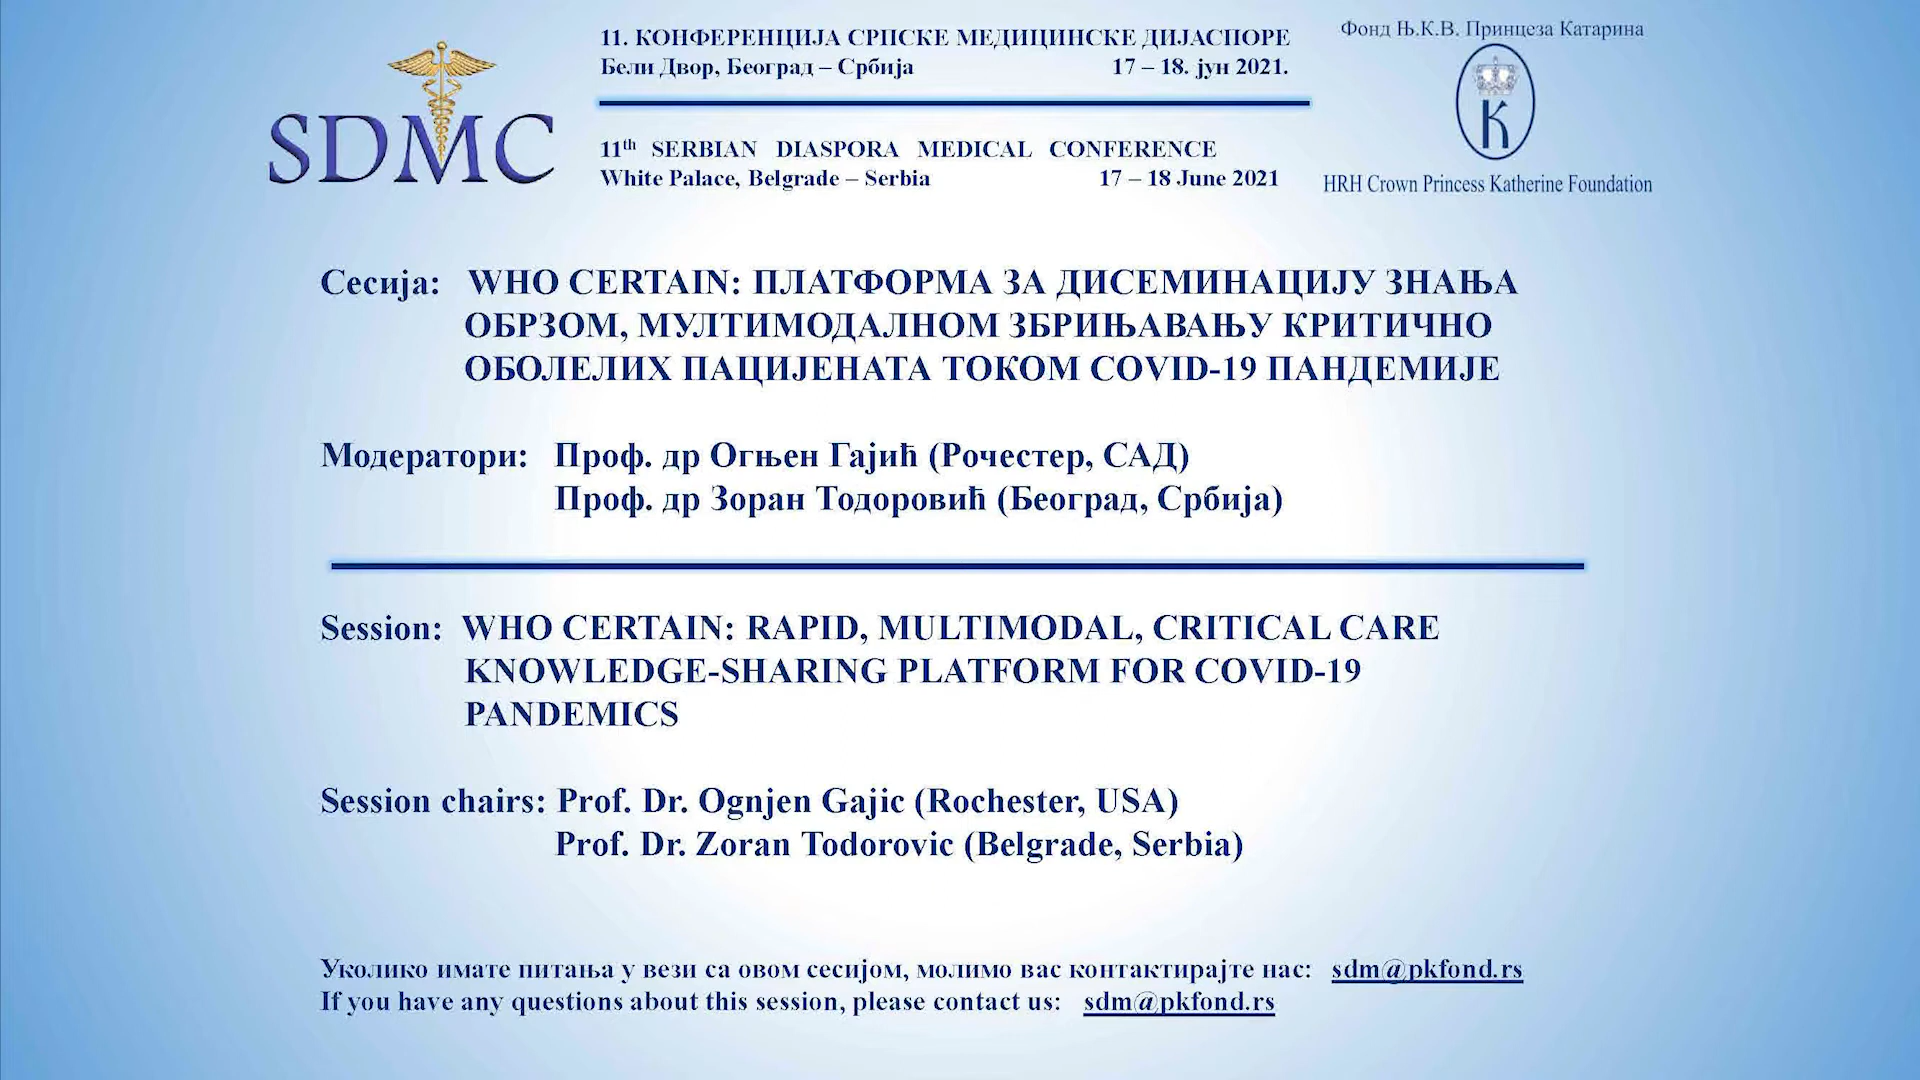 SDMC
11. КОНФЕРЕНЦИЈА СРПСКЕ МЕДИЦИНСКЕ ДИЈАСПОРЕ
Бели Двор, Београд – Србија 17 – 18. јун 2021.
11th SERBIAN DIASPORA MEDICAL CONFERENCE
White Palace, Belgrade – Serbia 17 – 18 June 2021
Фонд Њ.К.В. Принцеза Катарина
K
HRH Crown Princess Katherine Foundation
Сесија: WHO CERTAIN: ПЛАТФОРМА ЗА ДИСЕМИНАЦИЈУ ЗНАЊА
ОБРЗОМ, МУЛТИМОДАЛНОМ ЗБРИЊАВАЊУ КРИТИЧНО
ОБОЛЕЛИХ ПАЦИЈЕНАТА ТОКОМ COVID-19 ПАНДЕМИЈЕ
Модератори: Проф. др Огњен Гајић (Рочестер, САД)
Проф. др Зоран Тодоровић (Београд, Србија)
Session: WHO CERTAIN: RAPID, MULTIMODAL, CRITICAL CARE
KNOWLEDGE-SHARING PLATFORM FOR COVID-19
PANDEMICS
Session chairs: Prof. Dr. Ognjen Gajic (Rochester, USA)
Prof. Dr. Zoran Todorovic (Belgrade, Serbia)
Уколико имате питања у вези са овом сесијом, молимо вас контактирајте нас: sdm@pkfond.rs
If you have any questions about this session, please contact us: sdm@pkfond.rs